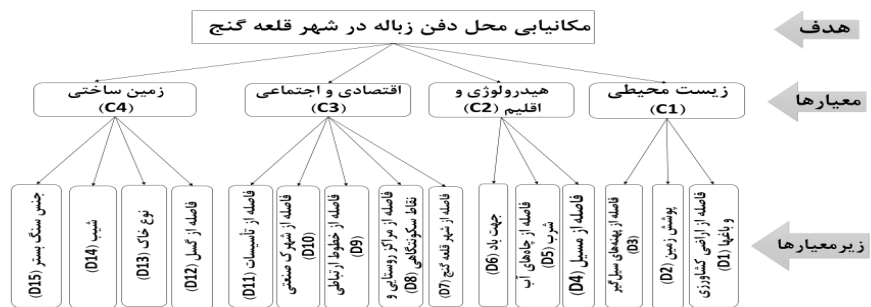 مکانیابی محل دفن زباله در شهر قلعه گنج
هدف
زیست محیطی
(C1)
هیدرولوژی و
اقلیم (C2)
اقتصادی و اجتماعی
(C3)
زمین ساختی
(C4)
معیارها
فاصله از اراضی کشاورزی
و باغها (D1)
پوشش زمین (D2)
فاصله از پهنه‌های سیل‌گیر
(D3)
فاصله از مسیل (D4)
فاصله از چاه‌های آب
شرب (D5)
جهت باد (D6)
فاصله از شهر قلعه گنج (D7)
فاصله از مراکز روستایی و
نقاط سکونتگاهی (D8)
فاصله از خطوط ارتباطی
(D9)
فاصله از شهرک صنعتی
(D10)
فاصله از تأسیسات (D11)
فاصله از گسل (D12)
نوع خاک (D13)
شیب (D14)
جنس سنگ بستر (D15)
زیرمعیارها